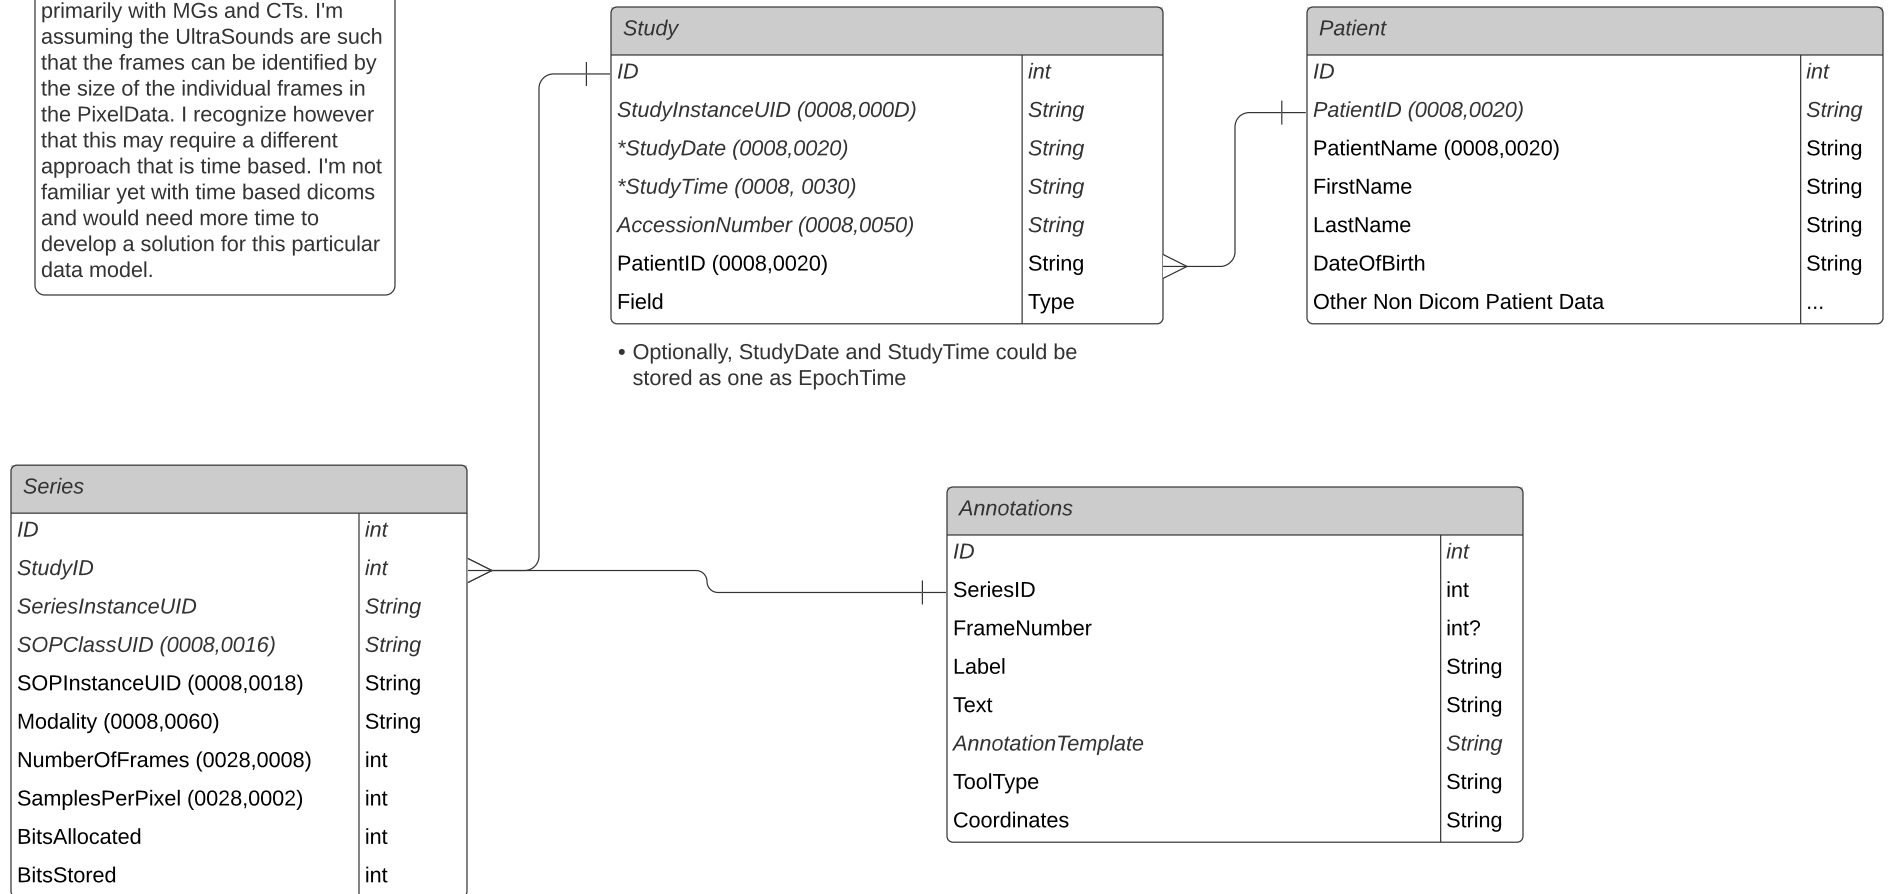 primarily with MGs and CTs. I'm
assuming the UltraSounds are such
that the frames can be identified by
the size of the individual frames in
the PixelData. I recognize however
that this may require a different
approach that is time based. I'm not
familiar yet with time based dicoms
and would need more time to
develop a solution for this particular
data model.
Study
ID int
StudyInstanceUID (0008,000D) String
*StudyDate (0008,0020) String
*StudyTime (0008, 0030) String
AccessionNumber (0008,0050) String
PatientID (0008,0020) String
Field Type
• Optionally, StudyDate and StudyTime could be
stored as one as EpochTime
Patient
ID int
PatientID (0008,0020) String
PatientName (0008,0020) String
FirstName String
LastName String
DateOfBirth String
Other Non Dicom Patient Data ...
Series
ID int
StudyID int
SeriesInstanceUID String
SOPClassUID (0008,0016) String
SOPInstanceUID (0008,0018) String
Modality (0008,0060) String
NumberOfFrames (0028,0008) int
SamplesPerPixel (0028,0002) int
BitsAllocated int
BitsStored int
Annotations
ID int
SeriesID int
FrameNumber int?
Label String
Text String
AnnotationTemplate String
ToolType String
Coordinates String